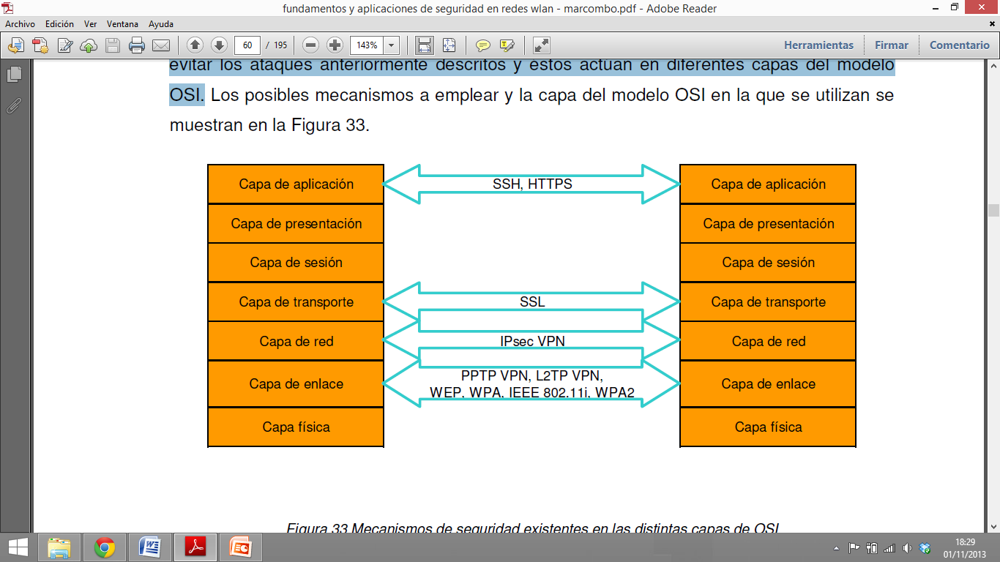 fundamentos y aplicaciones de seguridad en redes wlan - marcombo.pdf - Adobe Reader
Archivo Edición Ver Ventana Ayuda
60 / 195 143% Herramientas Firmar Comentario
evitar los ataques anteriormente descritos y estos actúan en diferentes capas del modelo
OSI. Los posibles mecanismos a emplear y la capa del modelo OSI en la que se utilizan se
muestran en la Figura 33.
Capa de aplicación SSH, HTTPS Capa de aplicación
Capa de presentación Capa de presentación
Capa de sesión Capa de sesión
Capa de transporte SSL Capa de transporte
Capa de red IPsec VPN Capa de red
PPTP VPN, L2TP VPN,
Capa de enlace Capa de enlace
WEP, WPA, IEEE 802.11i, WPA2
Capa física Capa física
Figura 33 Mecanismos de seguridad existentes en las distintas capas de OSI
18:29
01/11/2013